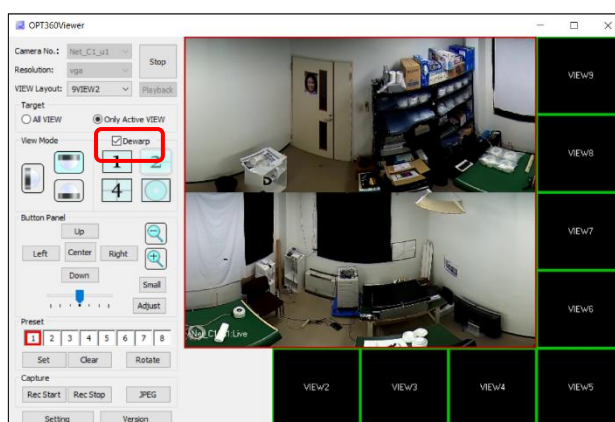 OPT360Viewer
Camera No.: Net_C1_u1
Stop
Resolution: vga
VIEW Layout: 9VIEW2 Playback
Target
All VIEW Only Active VIEW
View Mode Dewarp
1 2
4
Button Panel
Up
Left Center Right
Down
Small
Adjust
Preset
1 2 3 4 5 6 7 8
Set Clear Rotate
Capture
Rec Start Rec Stop JPEG
Setting Version
VIEW9
VIEW8
VIEW7
VIEW6
VIEW2 VIEW3 VIEW4 VIEW5